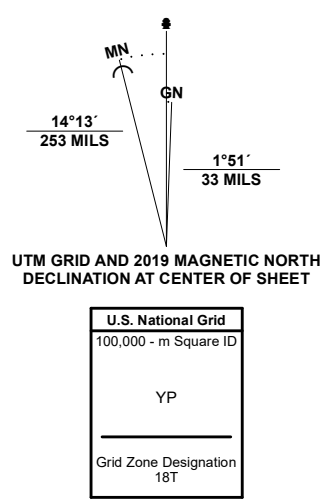 MN
GN
14°13´
253 MILS
1°51´
33 MILS
UTM GRID AND 2019 MAGNETIC NORTH
DECLINATION AT CENTER OF SHEET
U.S. National Grid
100,000 - m Square ID
YP
Grid Zone Designation
18T